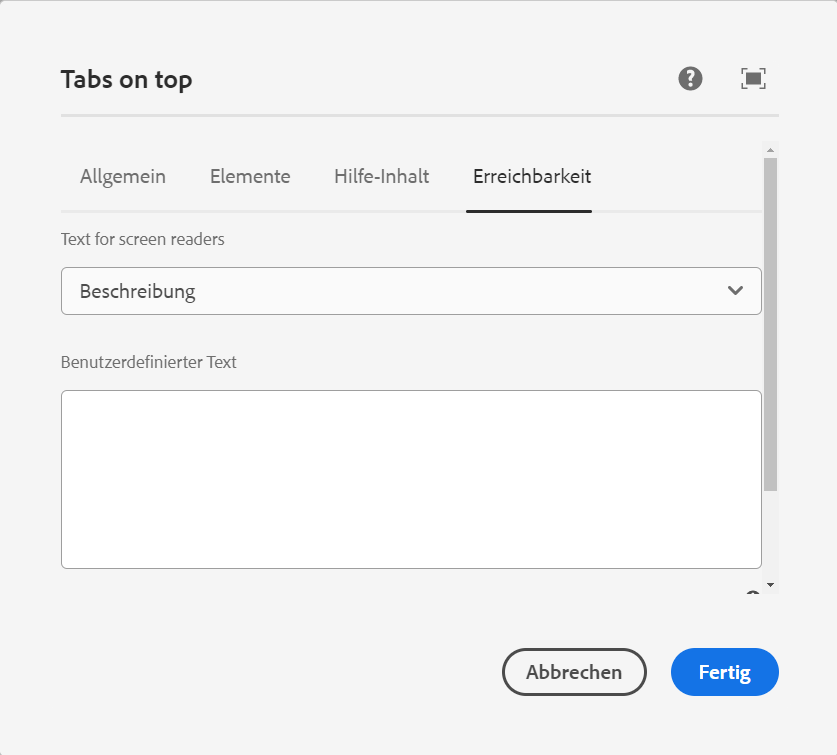 Tabs on top
Allgemein Elemente Hilfe-Inhalt Erreichbarkeit
Text for screen readers
Beschreibung
Benutzerdefinierter Text
Abbrechen Fertig